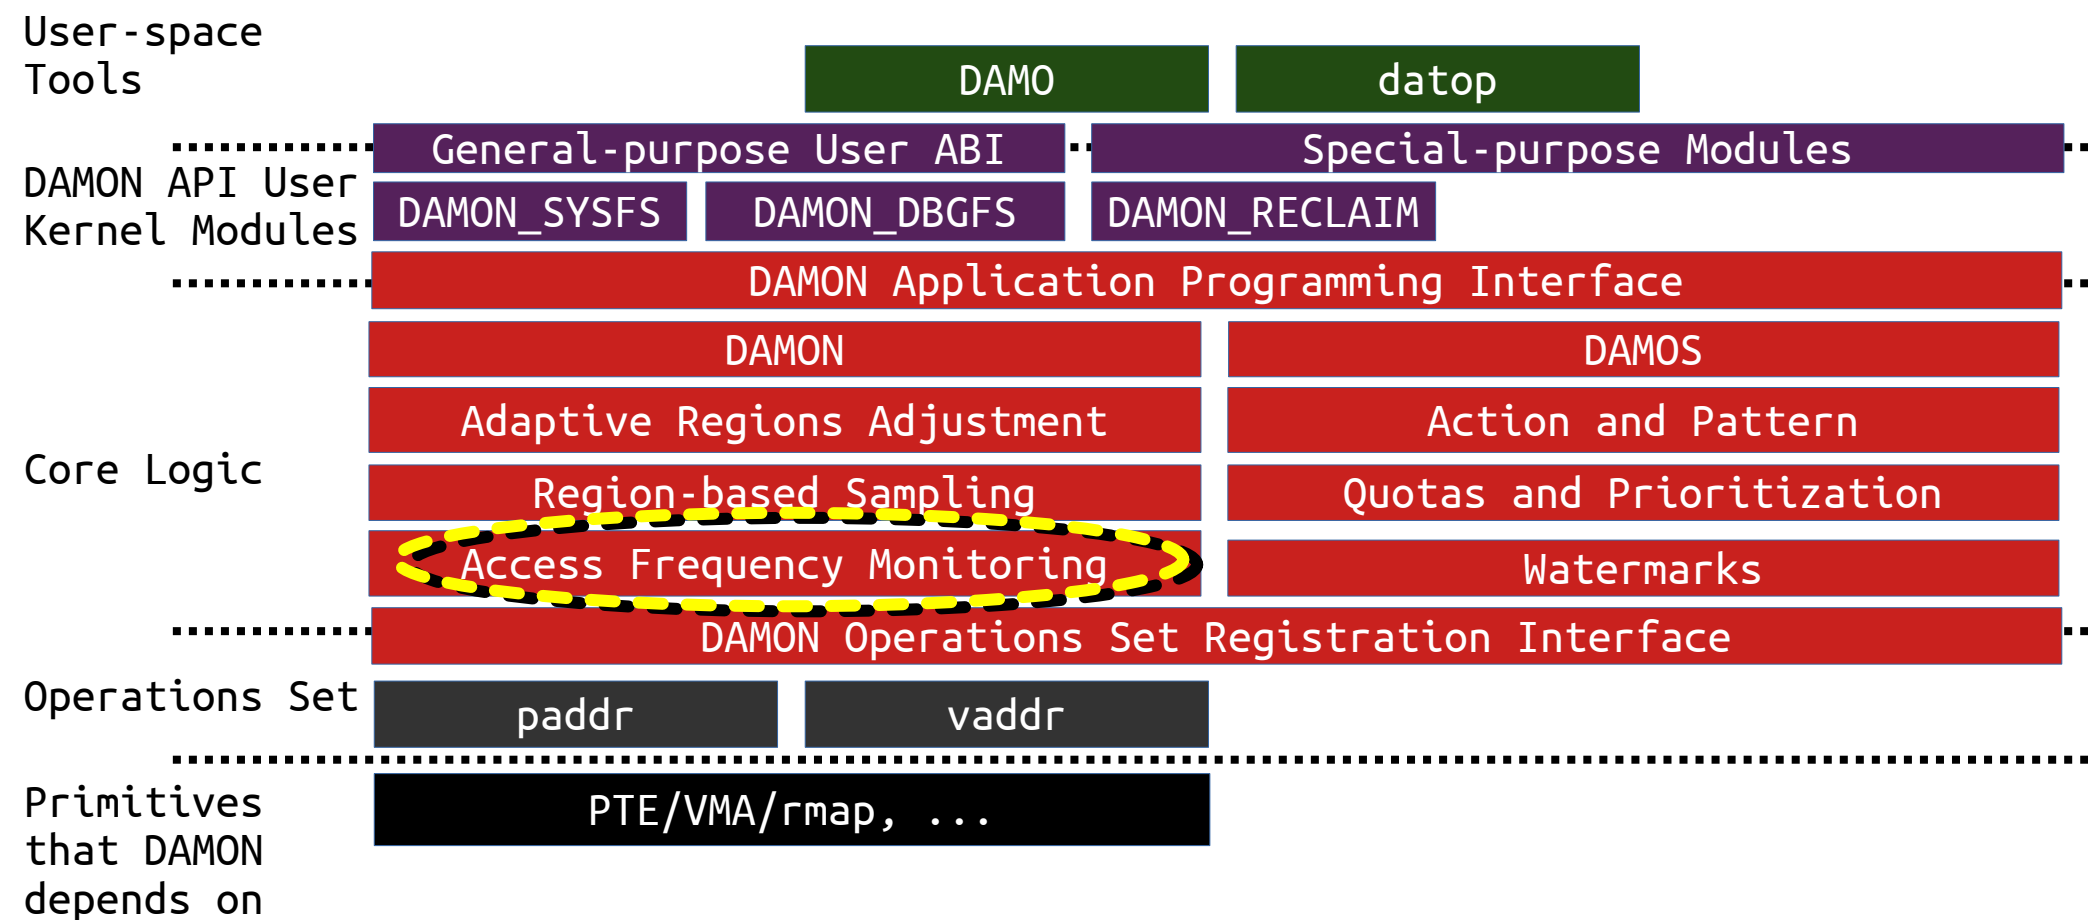 User-space
Tools
DAMO
datop
General-purpose User ABI
Special-purpose Modules
DAMON API User
Kernel Modules
DAMON_SYSFS
DAMON_DBGFS
DAMON_RECLAIM
DAMON Application Programming Interface
DAMON
DAMOS
Adaptive Regions Adjustment
Action and Pattern
Core Logic
Region-based Sampling
Quotas and Prioritization
Access Frequency Monitoring
Watermarks
DAMON Operations Set Registration Interface
Operations Set
paddr
vaddr
Primitives
that DAMON
depends on
PTE/VMA/rmap, ...